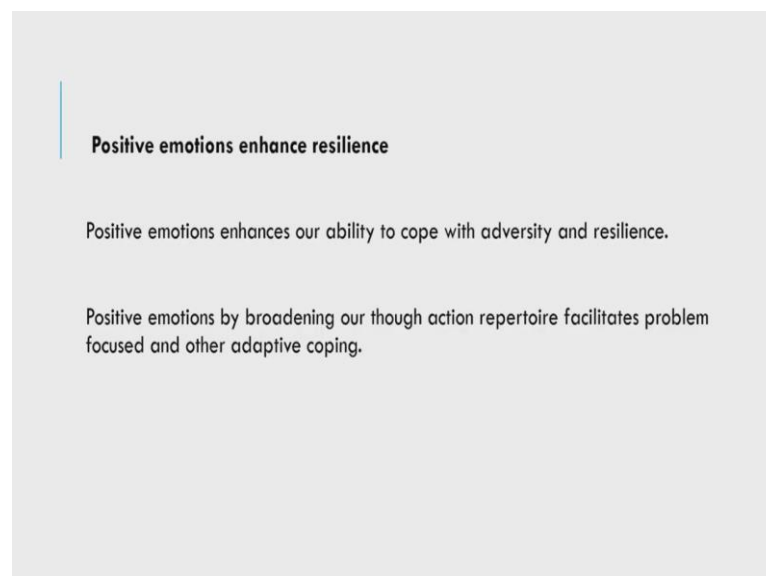 Positive emotions enhance resilience
Positive emotions enhances our ability to cope with adversity and resilience.
Positive emotions by broadening our though action repertoire facilitates problem
focused and other adaptive coping.